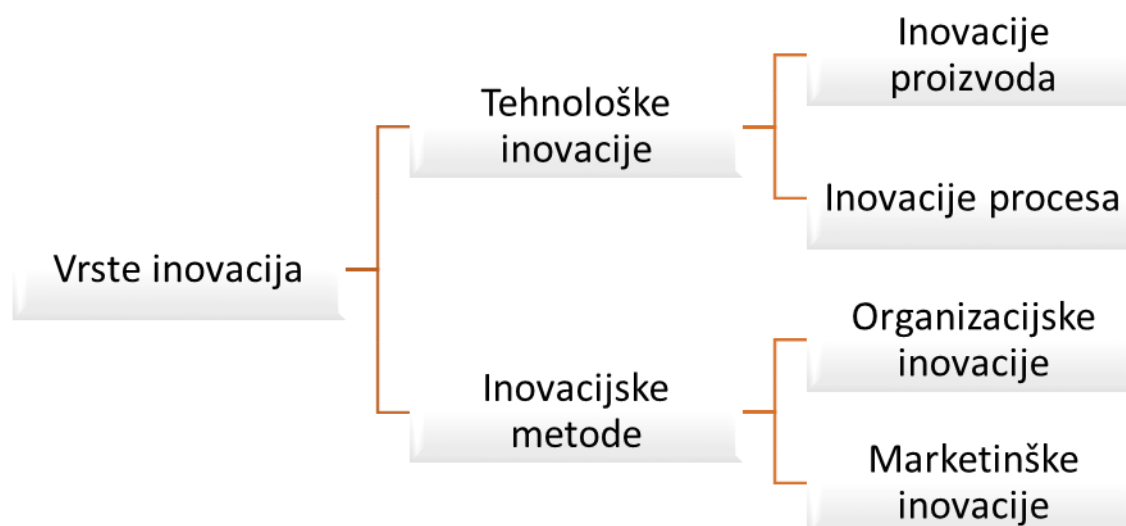 Vrste inovacija
Tehnološke
inovacije
Inovacije
proizvoda
Inovacije procesa
Inovacijske
metode
Organizacijske
inovacije
Marketinške
inovacije